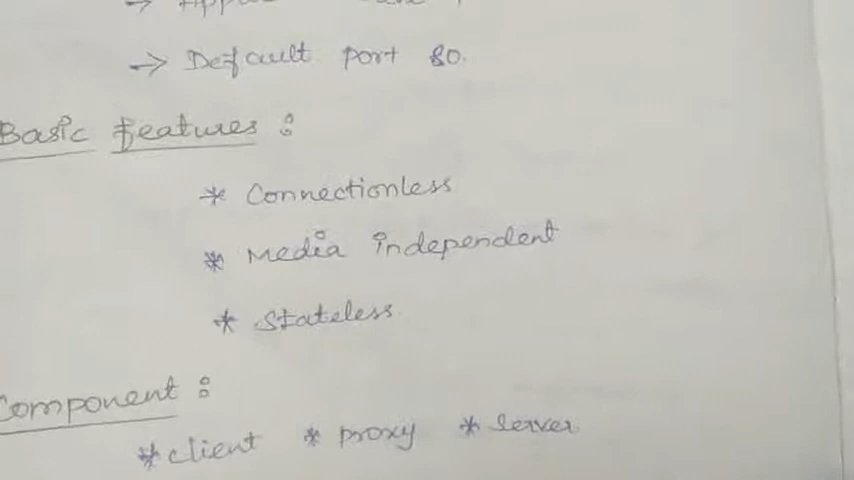 → Default port 80.
Basic features :
* Connectionless
* Media independent
* Stateless
Component :
* client * proxy * server